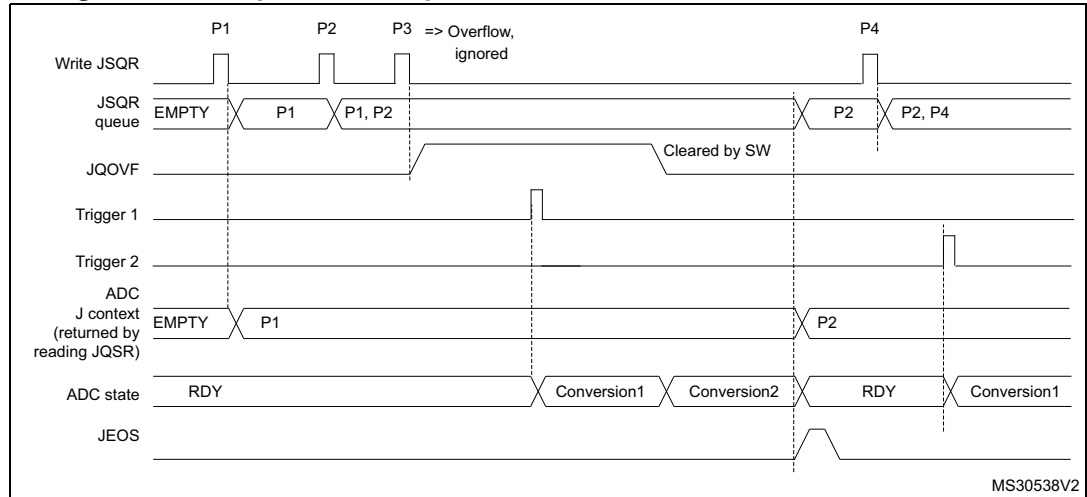 P1 P2 P3 => Overflow, P4
ignored
Write JSQR
JSQR
queue
EMPTY P1 P1, P2 P2 P2, P4
JQOVF
Cleared by SW
Trigger 1
Trigger 2
ADC
J context
(returned by
reading JQSR)
EMPTY P1 P2
ADC state
RDY Conversion1 Conversion2 RDY Conversion1
JEOS
MS30538V2